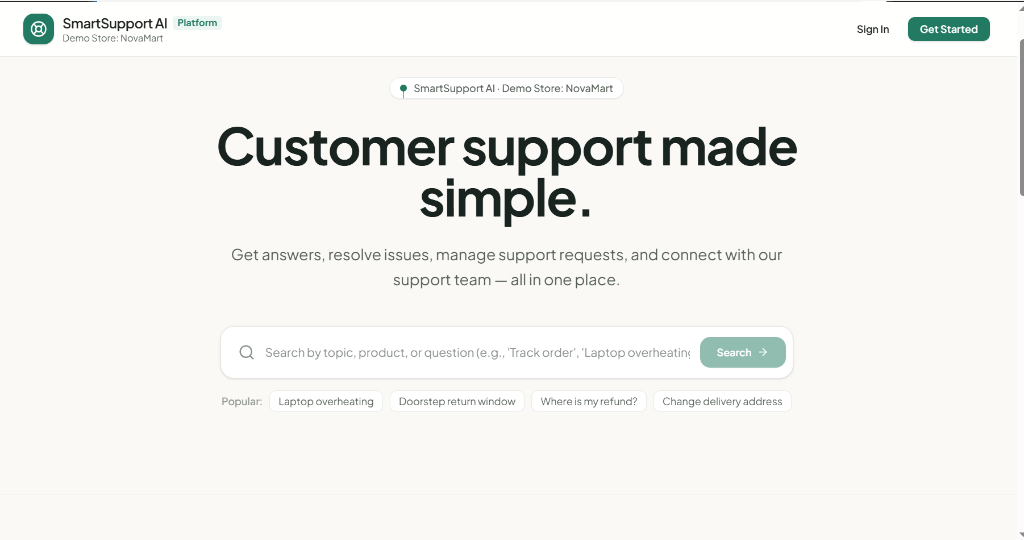 SmartSupport AI Platform
Demo Store: NovaMart
Sign In
Get Started
SmartSupport AI · Demo Store: NovaMart
Customer support made
simple.
Get answers, resolve issues, manage support requests, and connect with our
support team — all in one place.
Search by topic, product, or question (e.g., 'Track order', 'Laptop overheating
Search →
Popular: Laptop overheating Doorstep return window Where is my refund? Change delivery address